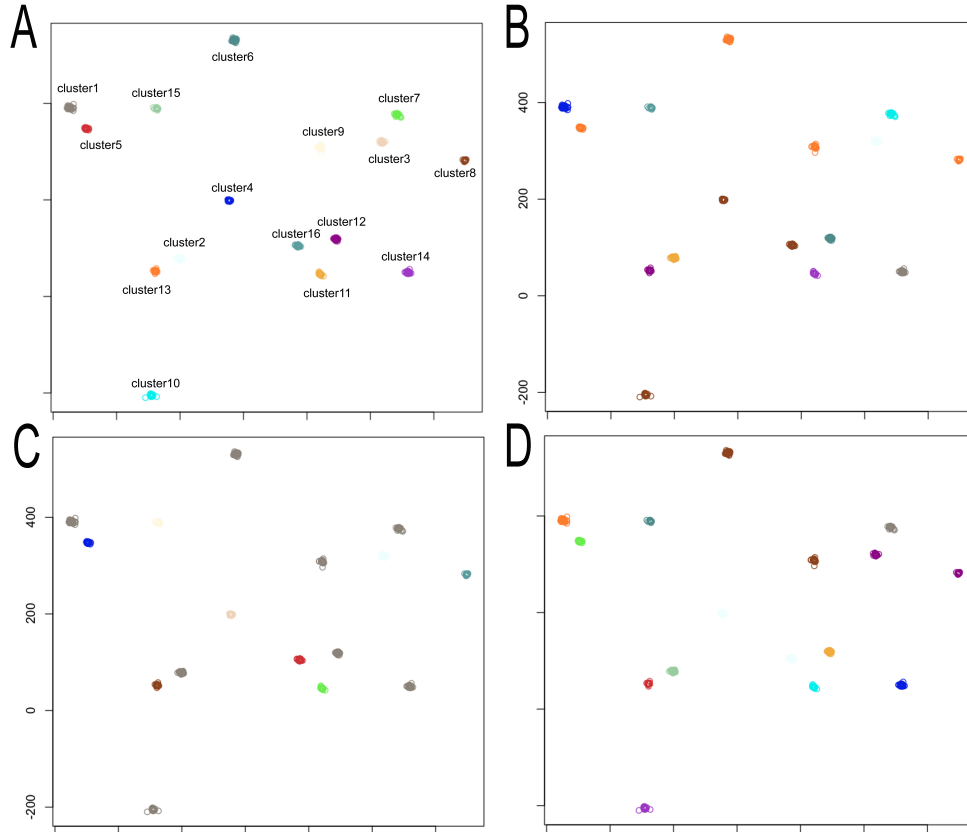 A
B
cluster6
cluster1
cluster15
cluster7
400
cluster9
cluster5
cluster3
cluster8
cluster4
200
cluster12
cluster16
cluster2
cluster14
cluster13
cluster11
0
cluster10
-200
C
D
400
200
0
-200